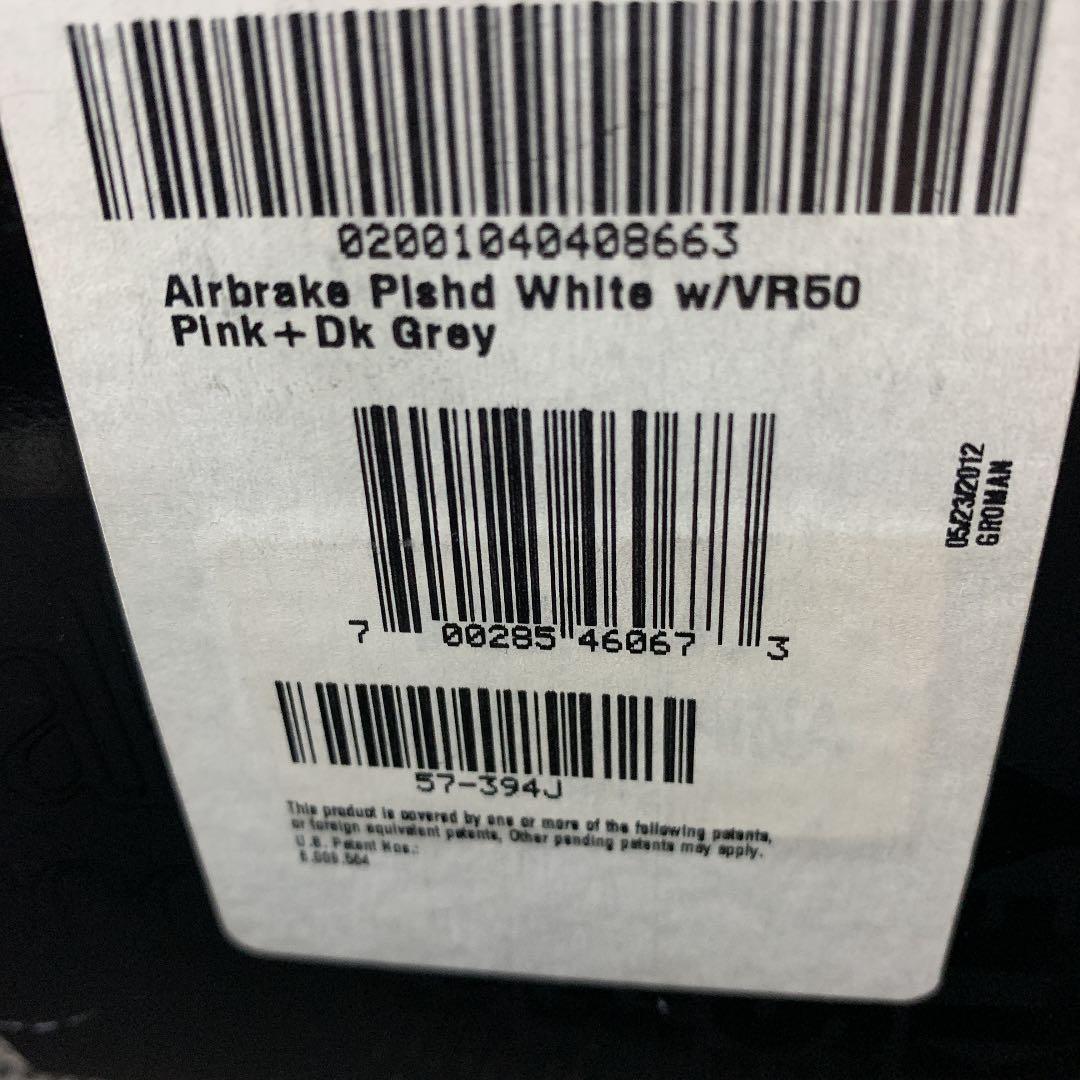 02001040408663
Airbrake Plshd White w/VR50
Pink+Dk Grey
05/23/2012
GROMAN
7 00285 46067 3
57-394J
This product is covered by one or more of the following patents,
or foreign equivalent patents, Other pending patents may apply.
U.S. Patent Nos.: